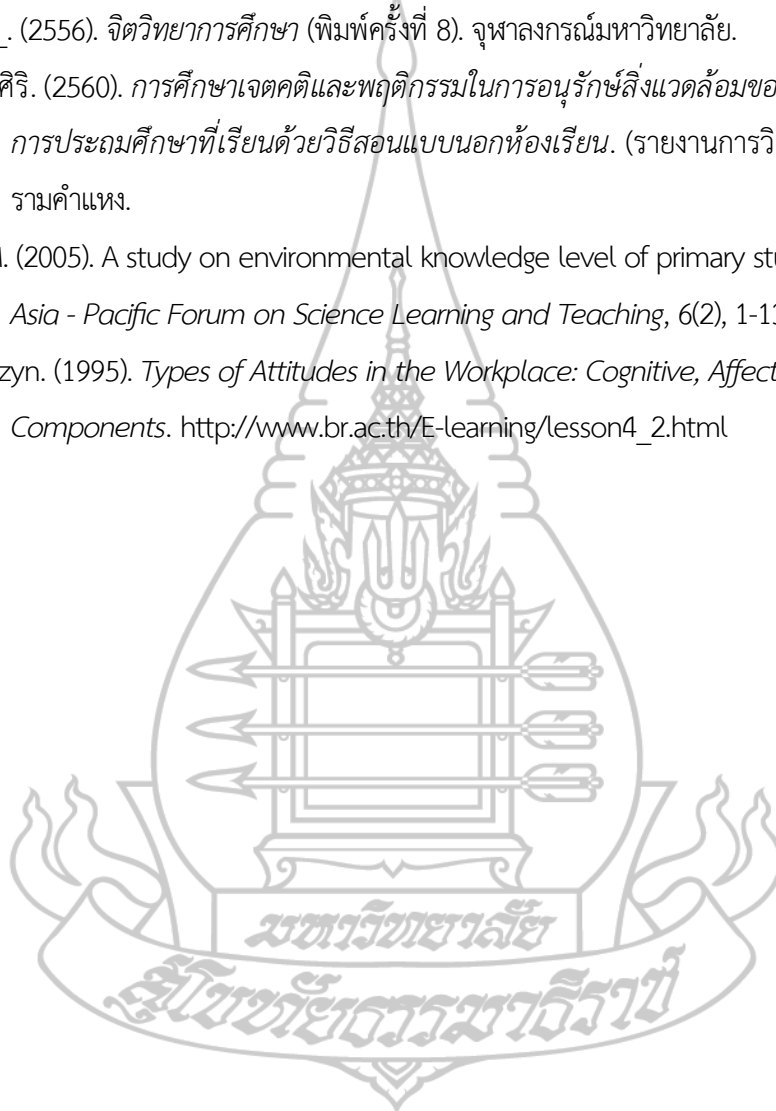 _. (2556). จิตวิทยาการศึกษา (พิมพ์ครั้งที่ 8). จุฬาลงกรณ์มหาวิทยาลัย.
ศิริ. (2560). การศึกษาเจตคติและพฤติกรรมในการอนุรักษ์สิ่งแวดล้อมขอ
การประถมศึกษาที่เรียนด้วยวิธีสอนแบบนอกห้องเรียน. (รายงานการวิ
รามคำแหง.
. (2005). A study on environmental knowledge level of primary stu
Asia - Pacific Forum on Science Learning and Teaching, 6(2), 1-13
zyn. (1995). Types of Attitudes in the Workplace: Cognitive, Affect
Components. http://www.br.ac.th/E-learning/lesson4_2.html
มหาวิทยาลัย
สุโขทัยธรรมาธิราช